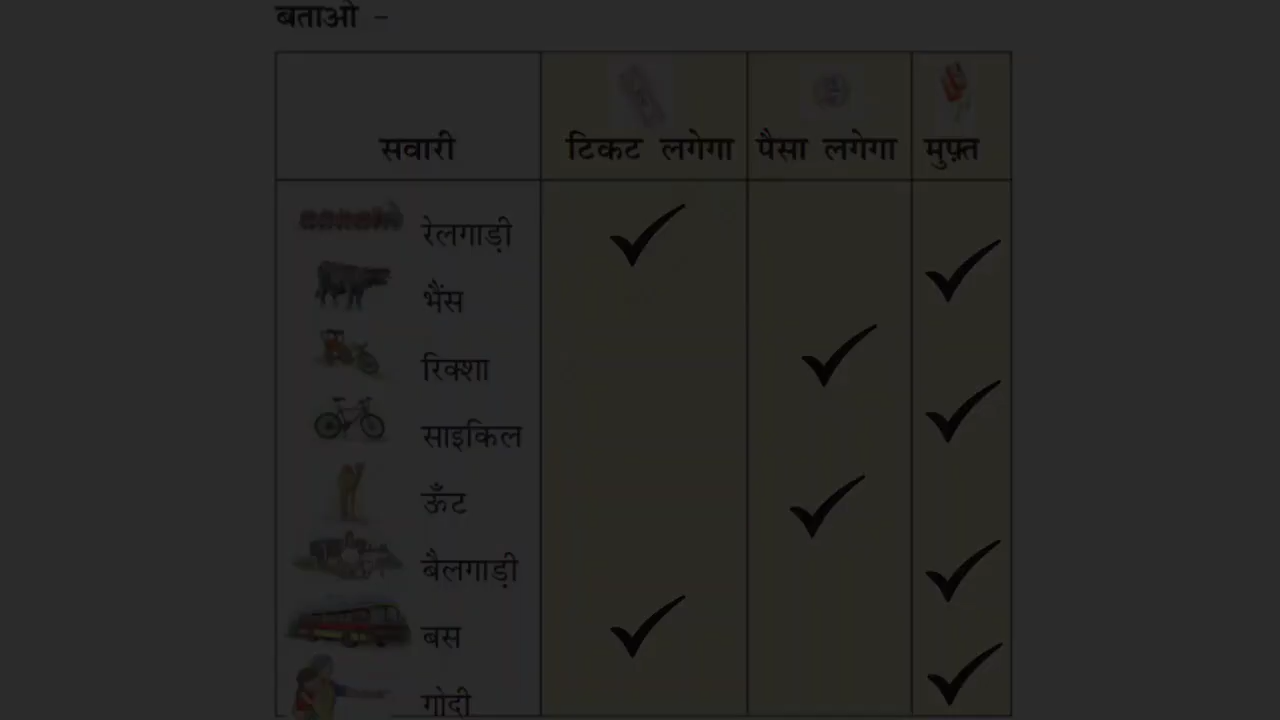 बताओ –
सवारी टिकट लगेगा पैसा लगेगा मुफ़्त
रेलगाड़ी
भैंस
रिक्शा
साइकिल
ऊँट
बैलगाड़ी
बस
गोदी